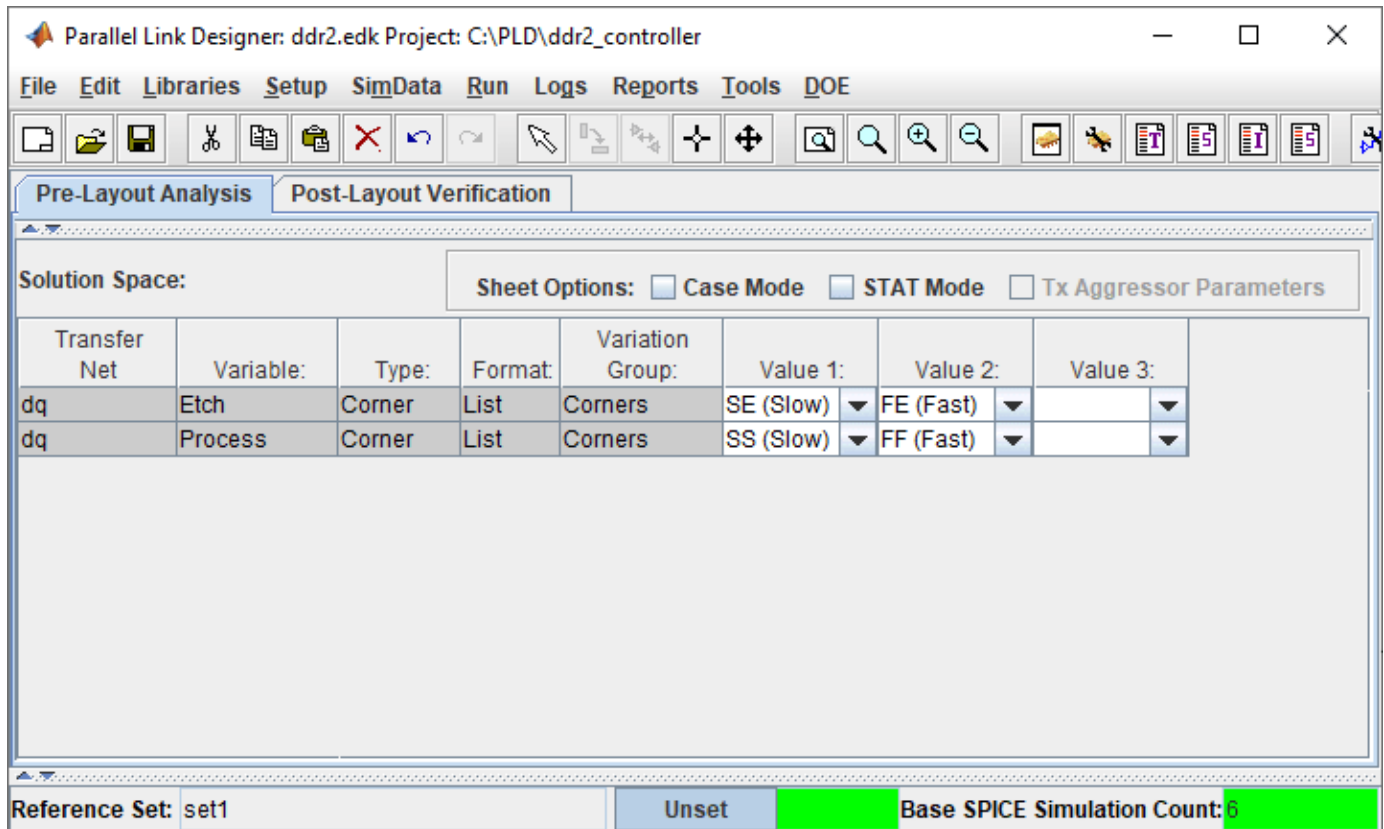 Parallel Link Designer: ddr2.edk Project: C:\PLD\ddr2_controller
File Edit Libraries Setup SimData Run Logs Reports Tools DOE
T S I S
Pre-Layout Analysis Post-Layout Verification
Solution Space: Sheet Options: Case Mode STAT Mode Tx Aggressor Parameters
Transfer Net Variable: Type: Format: Variation Group: Value 1: Value 2: Value 3:
dq Etch Corner List Corners SE (Slow) FE (Fast)
dq Process Corner List Corners SS (Slow) FF (Fast)
Reference Set: set1 Unset Base SPICE Simulation Count: 6